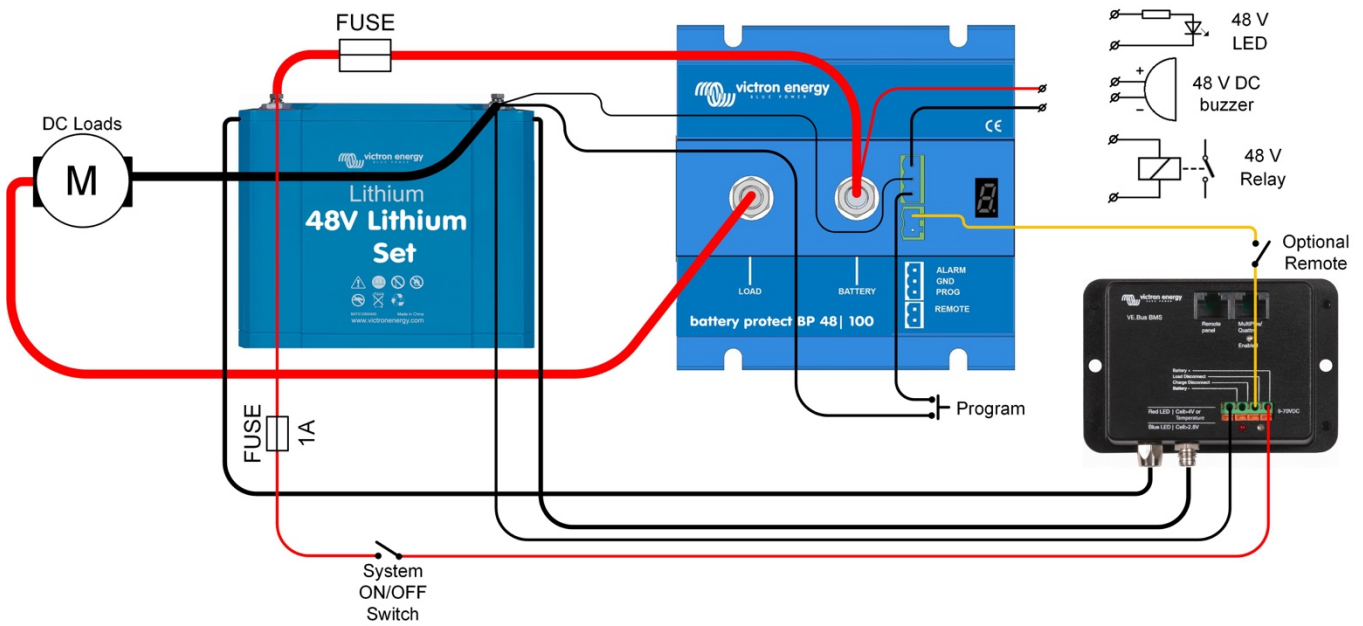 FUSE
DC Loads
M
victron energy
Lithium
48V Lithium
Set
www.victronenergy.com
victron energy
BLUE POWER
CE
LOAD
BATTERY
ALARM
GND
PROG
REMOTE
battery protect BP 48| 100
48 V
LED
+
48 V DC
buzzer
–
48 V
Relay
Optional
Remote
victron energy
VE.Bus BMS
Remote
panel
MultiPlus/
Quattro
Enabled
Battery +
Load Disconnect
Charge Disconnect
Battery -
Red LED | Cell>4V or
Temperature
Blue LED | Cell>2.8V
9-70VDC
Program
FUSE
1A
System
ON/OFF
Switch